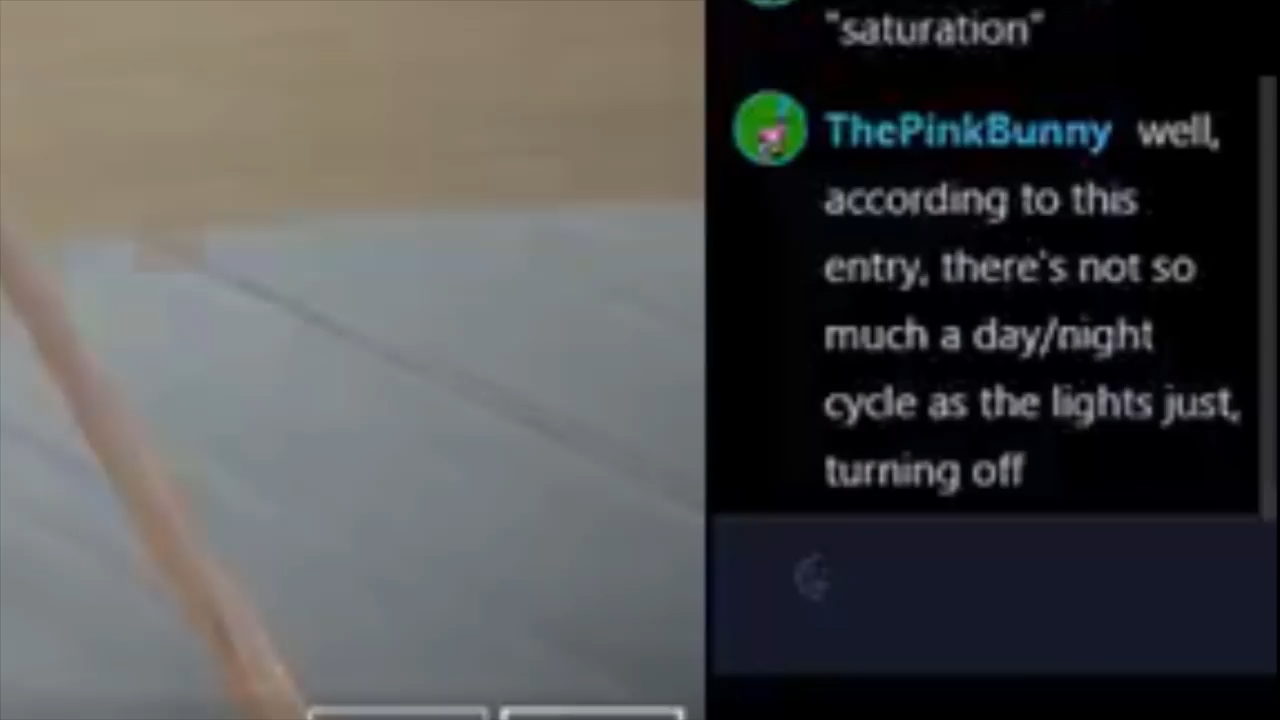 "saturation"
ThePinkBunny well,
according to this
entry, there's not so
much a day/night
cycle as the lights just,
turning off